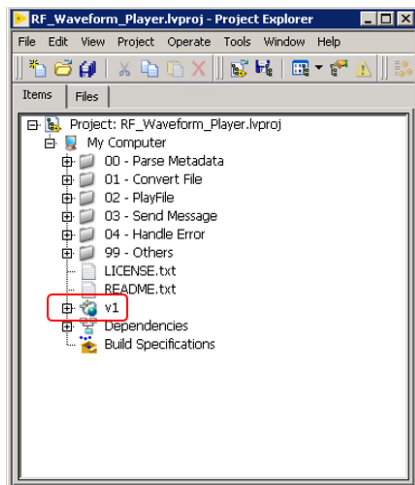 RF_Waveform_Player.lvproj - Project Explorer
File Edit View Project Operate Tools Window Help
Items Files
Project: RF_Waveform_Player.lvproj
My Computer
00 - Parse Metadata
01 - Convert File
02 - PlayFile
03 - Send Message
04 - Handle Error
99 - Others
LICENSE.txt
README.txt
v1
Dependencies
Build Specifications